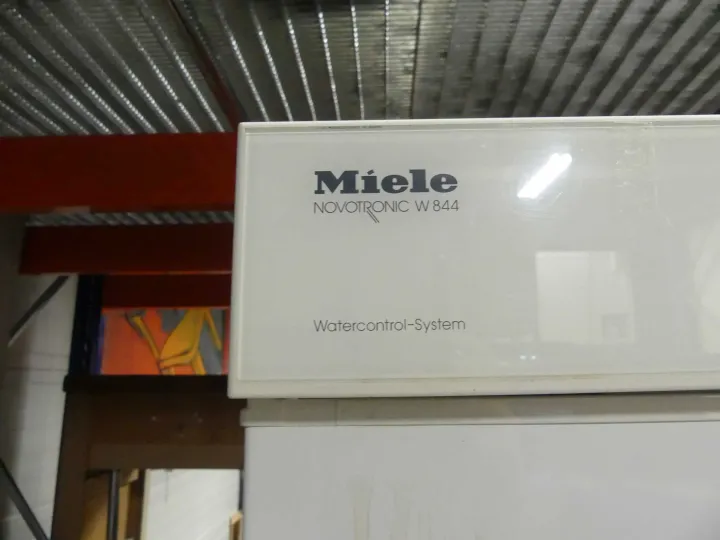 Miele
NOVOTRONIC W 844
Watercontrol-System